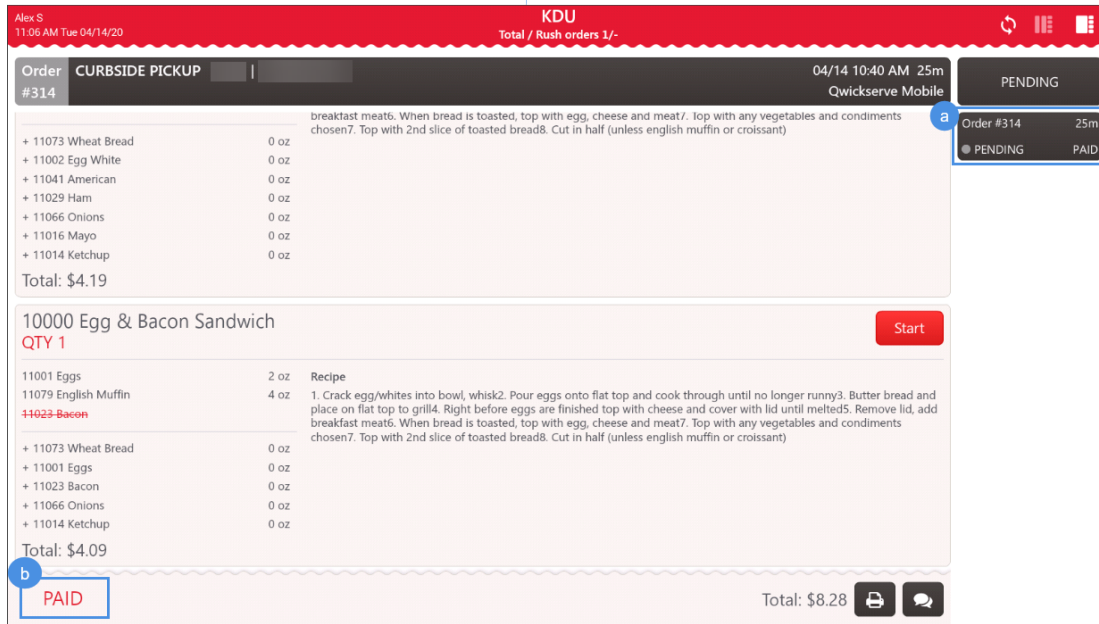 Alex S
11:06 AM Tue 04/14/20
KDU
Total / Rush orders 1/-
Order #314
CURBSIDE PICKUP |
04/14 10:40 AM 25m
Qwickserve Mobile
PENDING
a
Order #314 25m
PENDING PAID
breakfast meat6. When bread is toasted, top with egg, cheese and meat7. Top with any vegetables and condiments
chosen7. Top with 2nd slice of toasted bread8. Cut in half (unless english muffin or croissant)
+ 11073 Wheat Bread 0 oz
+ 11002 Egg White 0 oz
+ 11041 American 0 oz
+ 11029 Ham 0 oz
+ 11066 Onions 0 oz
+ 11016 Mayo 0 oz
+ 11014 Ketchup 0 oz
Total: $4.19
10000 Egg & Bacon Sandwich
QTY 1
Start
11001 Eggs 2 oz
11079 English Muffin 4 oz
11023 Bacon
Recipe
1. Crack egg/whites into bowl, whisk2. Pour eggs onto flat top and cook through until no longer runny3. Butter bread and
place on flat top to grill4. Right before eggs are finished top with cheese and cover with lid until melted5. Remove lid, add
breakfast meat6. When bread is toasted, top with egg, cheese and meat7. Top with any vegetables and condiments
chosen7. Top with 2nd slice of toasted bread8. Cut in half (unless english muffin or croissant)
+ 11073 Wheat Bread 0 oz
+ 11001 Eggs 0 oz
+ 11023 Bacon 0 oz
+ 11066 Onions 0 oz
+ 11014 Ketchup 0 oz
Total: $4.09
b
PAID
Total: $8.28